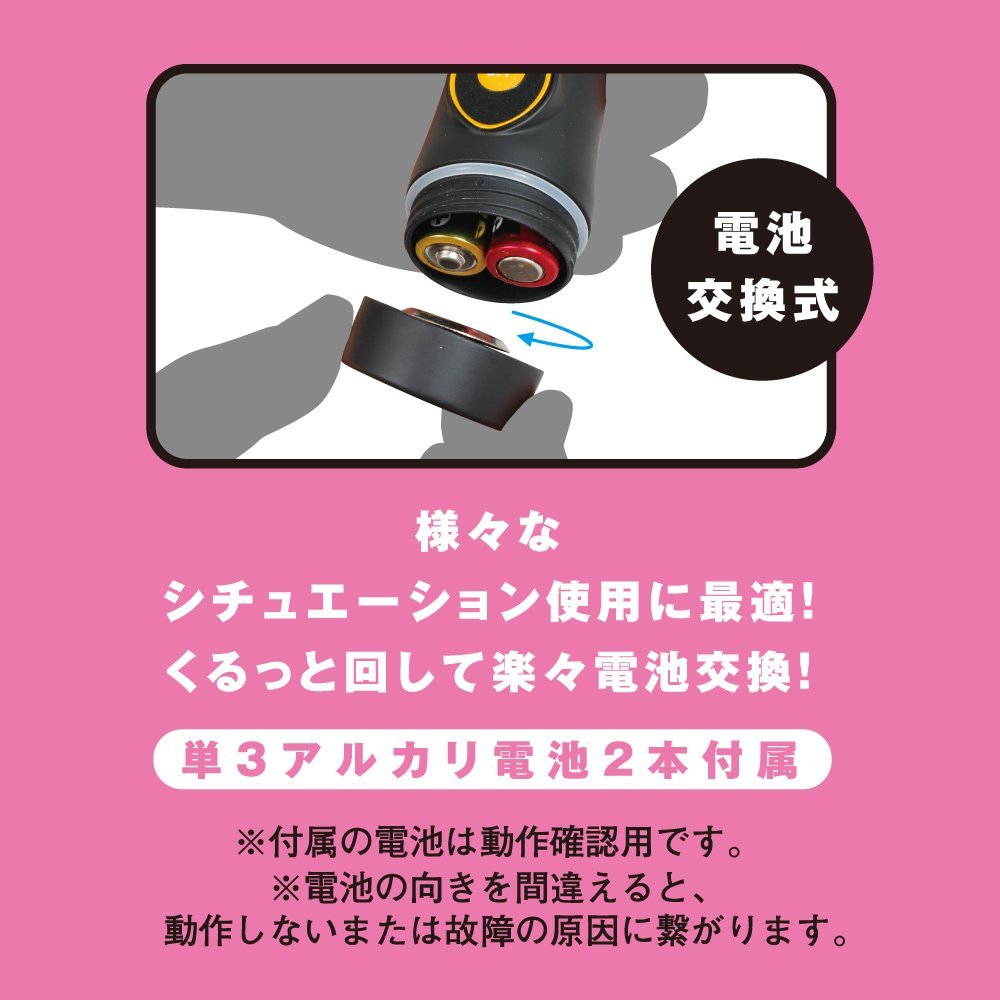 電池
交換式
様々な
シチュエーション使用に最適!
くるっと回して楽々電池交換!
単3アルカリ電池2本付属
※付属の電池は動作確認用です。
※電池の向きを間違えると、
動作しないまたは故障の原因に繋がります。